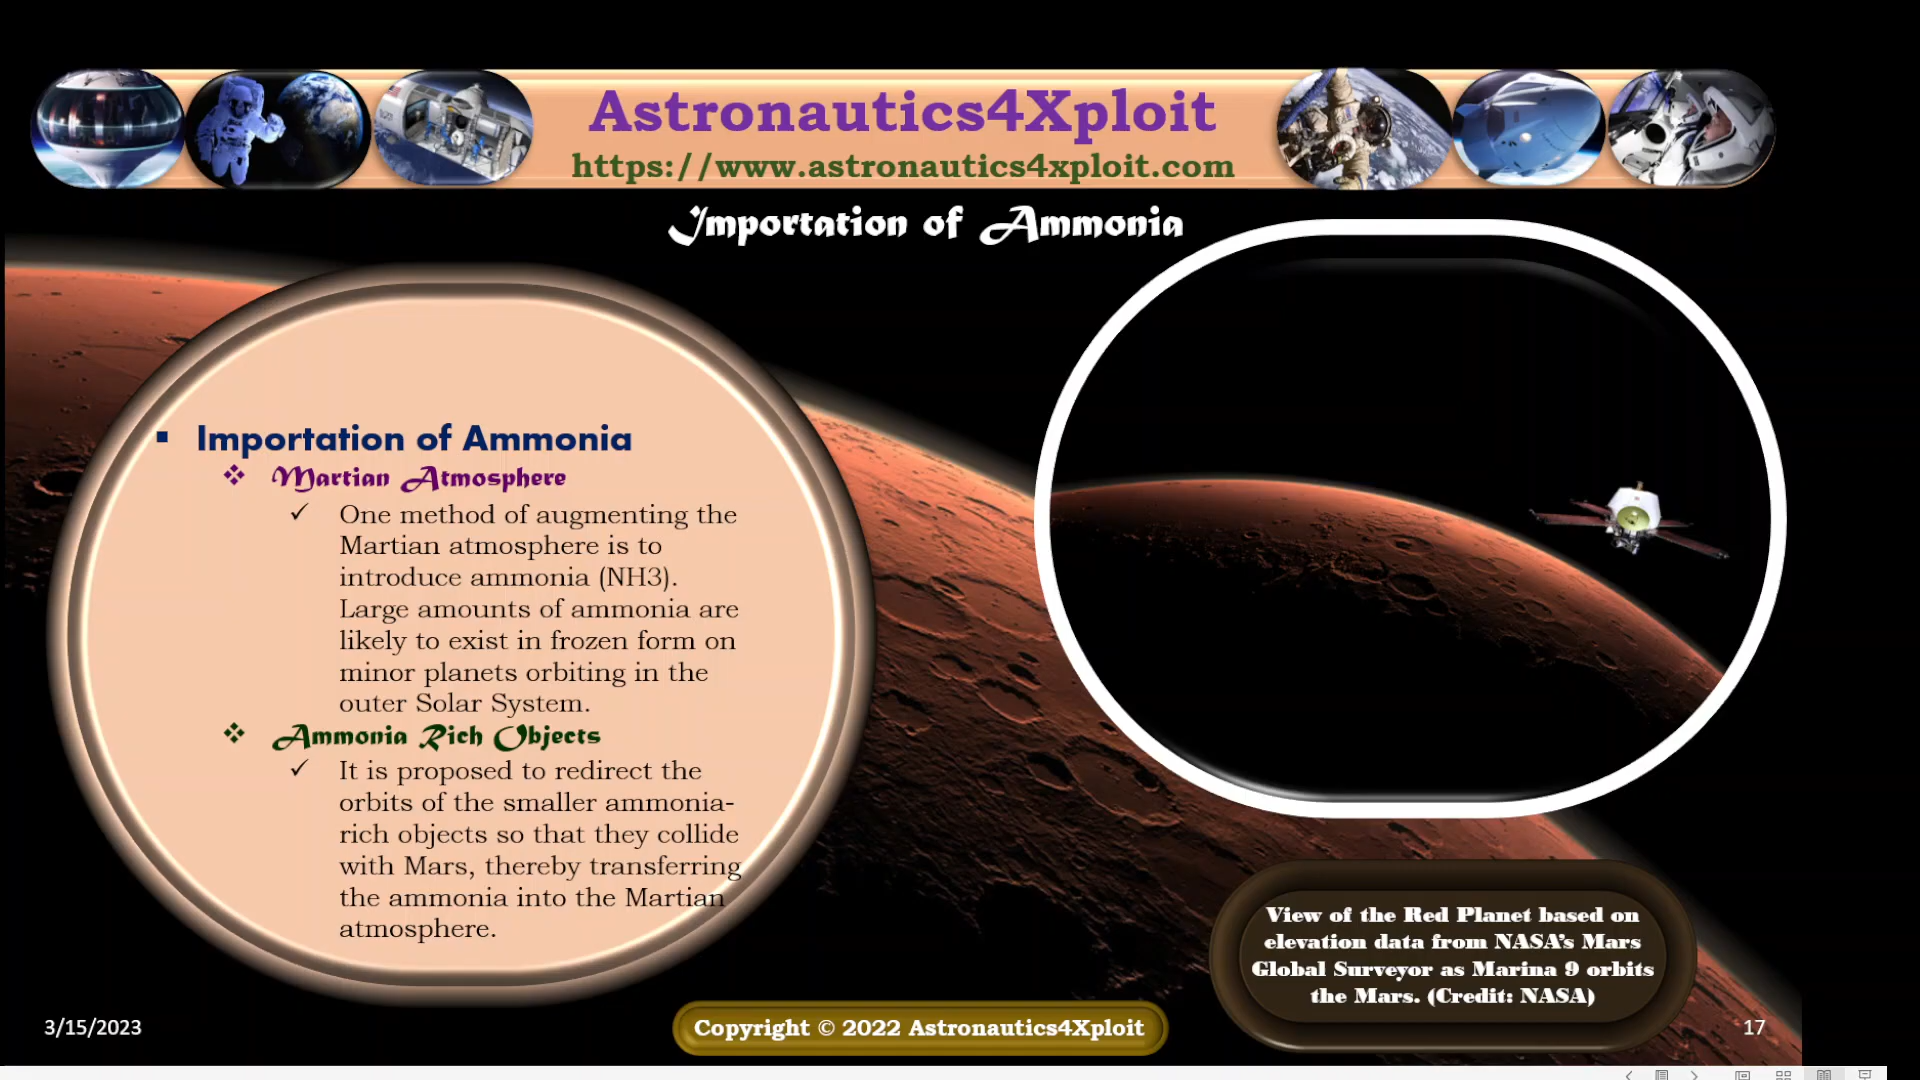 Astronautics4Xploit
https://www.astronautics4xploit.com
Importation of Ammonia
Importation of Ammonia
Martian Atmosphere
One method of augmenting the
Martian atmosphere is to
introduce ammonia (NH3).
Large amounts of ammonia are
likely to exist in frozen form on
minor planets orbiting in the
outer Solar System.
Ammonia Rich Objects
It is proposed to redirect the
orbits of the smaller ammonia-
rich objects so that they collide
with Mars, thereby transferring
the ammonia into the Martian
atmosphere.
View of the Red Planet based on
elevation data from NASA's Mars
Global Surveyor as Marina 9 orbits
the Mars. (Credit: NASA)
3/15/2023
Copyright © 2022 Astronautics4Xploit
17